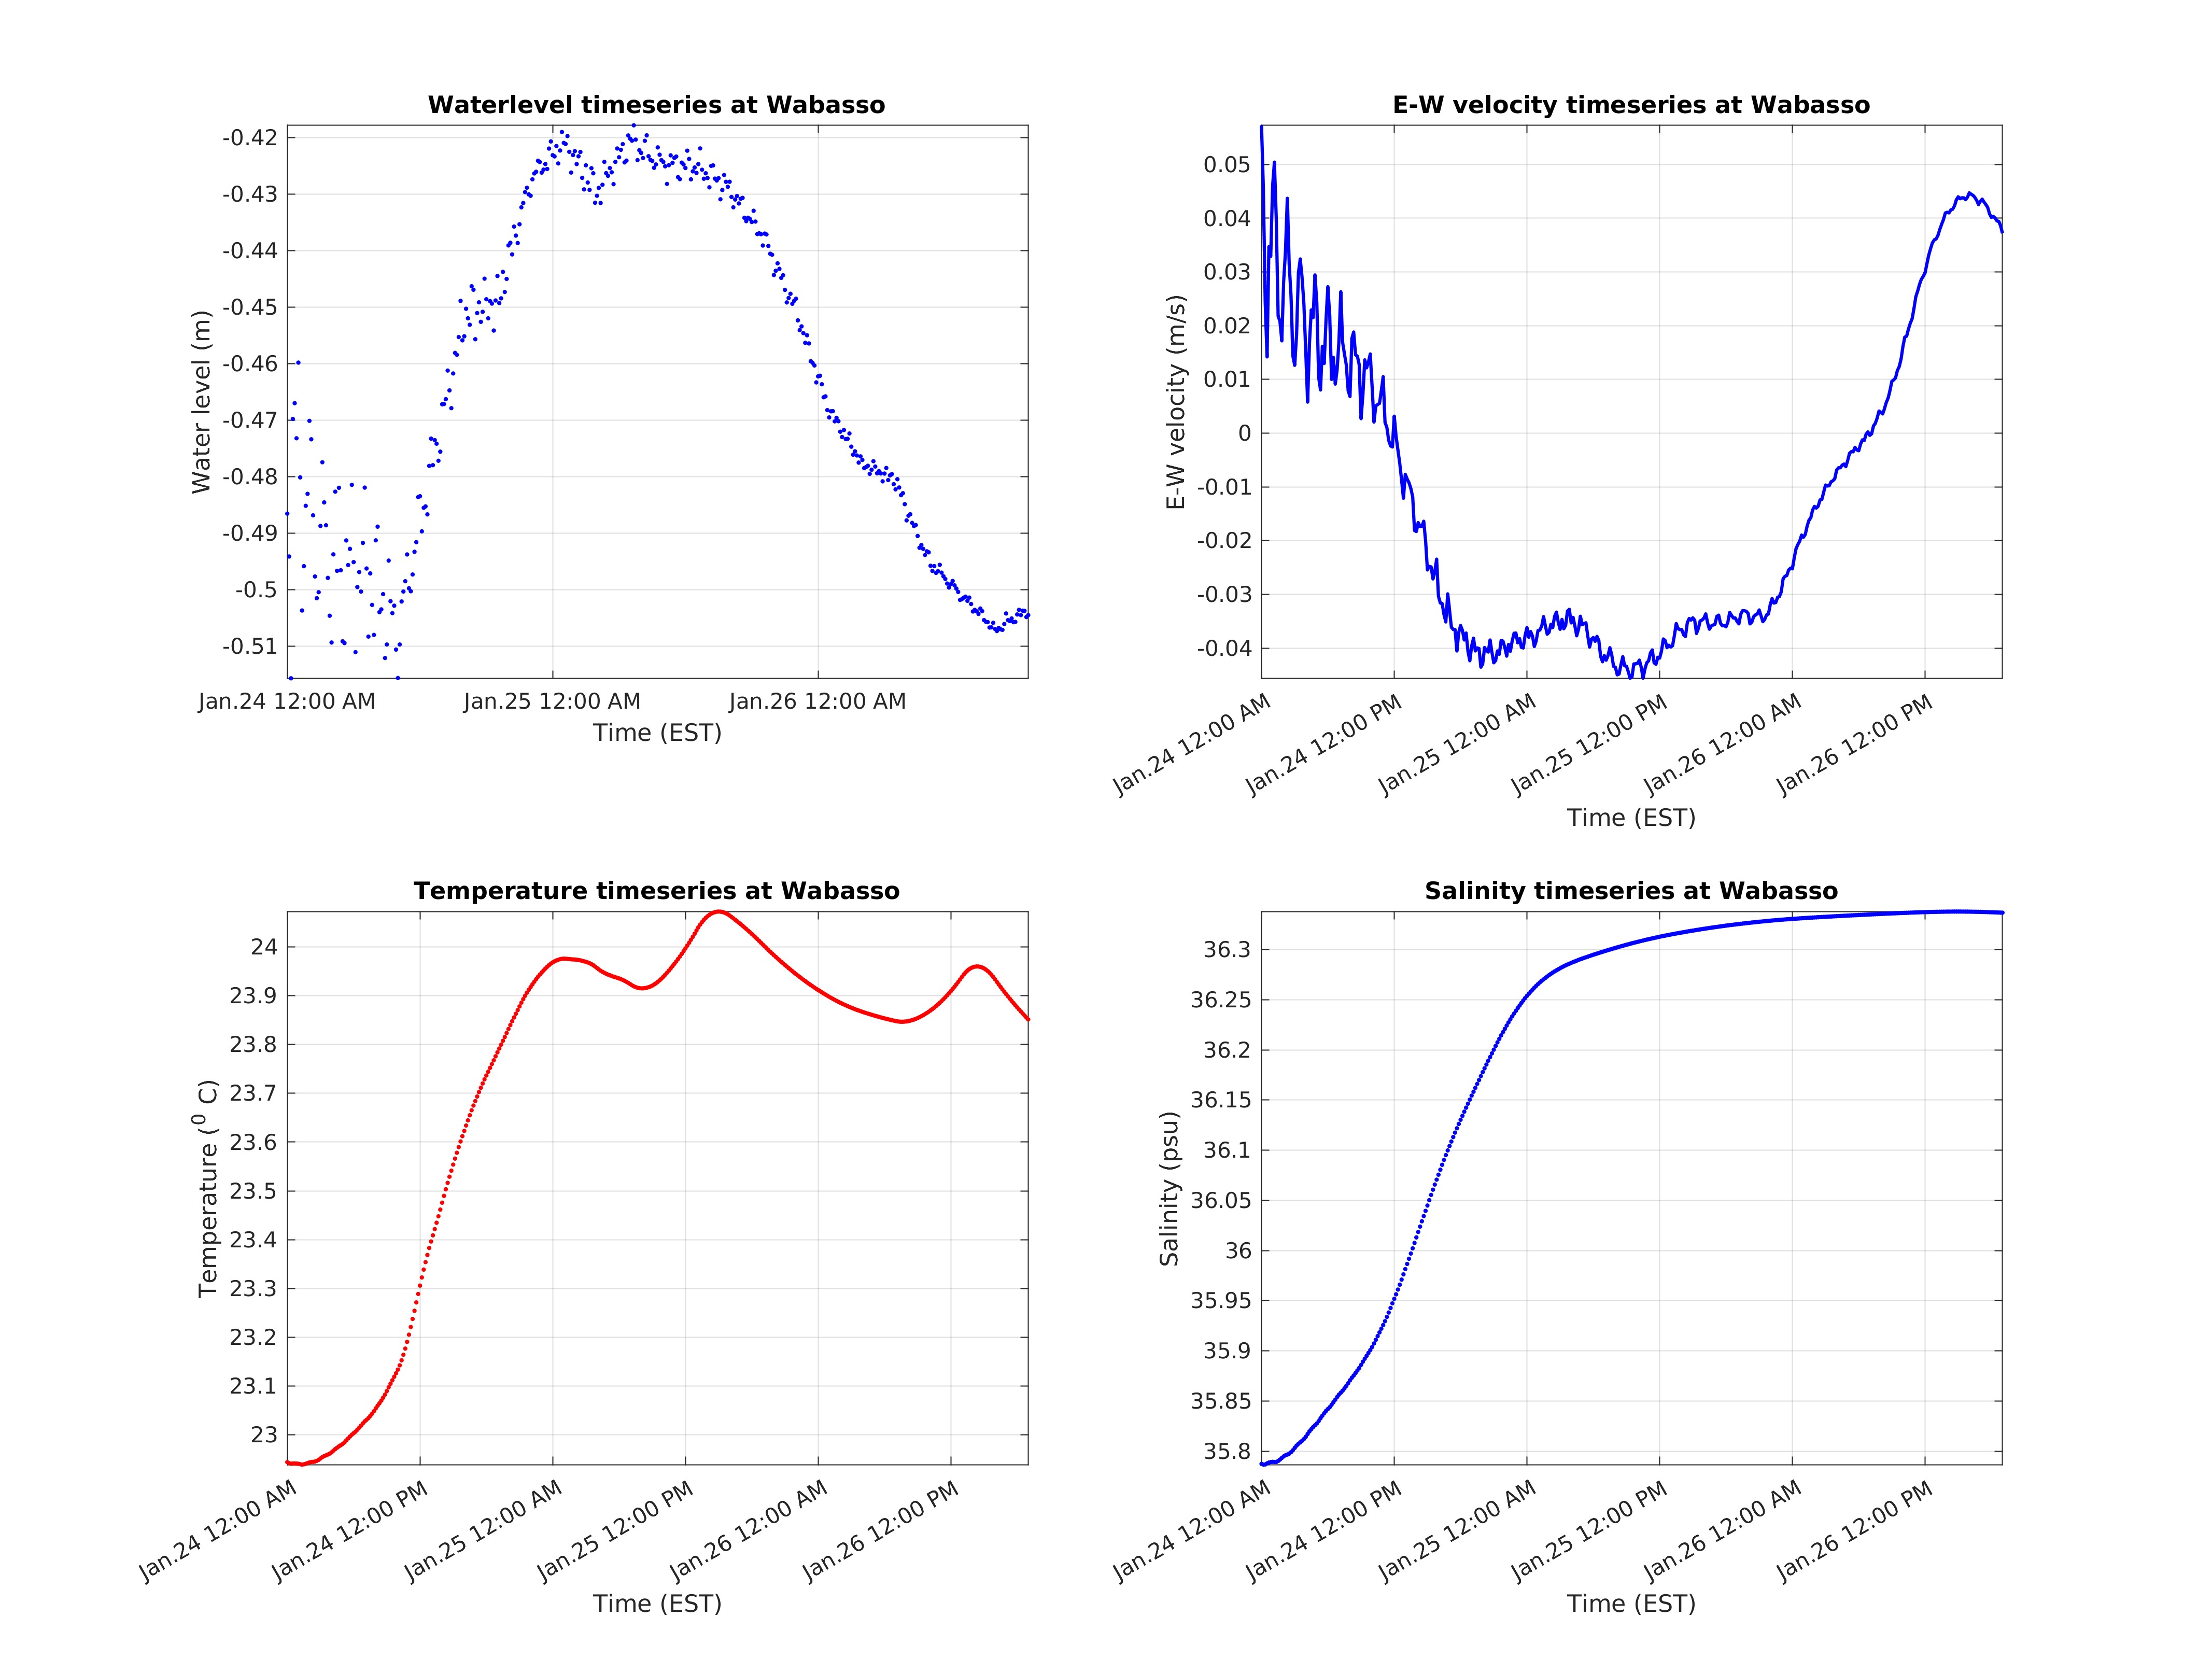 Waterlevel timeseries at Wabasso
-0.42
-0.43
-0.44
-0.45
-0.46
-0.47
-0.48
-0.49
-0.5
-0.51
Water level (m)
Jan.24 12:00 AM
Jan.25 12:00 AM
Jan.26 12:00 AM
Time (EST)
E-W velocity timeseries at Wabasso
0.05
0.04
0.03
0.02
0.01
0
-0.01
-0.02
-0.03
-0.04
E-W velocity (m/s)
Jan.24 12:00 AM
Jan.24 12:00 PM
Jan.25 12:00 AM
Jan.25 12:00 PM
Jan.26 12:00 AM
Jan.26 12:00 PM
Time (EST)
Temperature timeseries at Wabasso
24
23.9
23.8
23.7
23.6
23.5
23.4
23.3
23.2
23.1
23
Temperature (⁰ C)
Jan.24 12:00 AM
Jan.24 12:00 PM
Jan.25 12:00 AM
Jan.25 12:00 PM
Jan.26 12:00 AM
Jan.26 12:00 PM
Time (EST)
Salinity timeseries at Wabasso
36.3
36.25
36.2
36.15
36.1
36.05
36
35.95
35.9
35.85
35.8
Salinity (psu)
Jan.24 12:00 AM
Jan.24 12:00 PM
Jan.25 12:00 AM
Jan.25 12:00 PM
Jan.26 12:00 AM
Jan.26 12:00 PM
Time (EST)